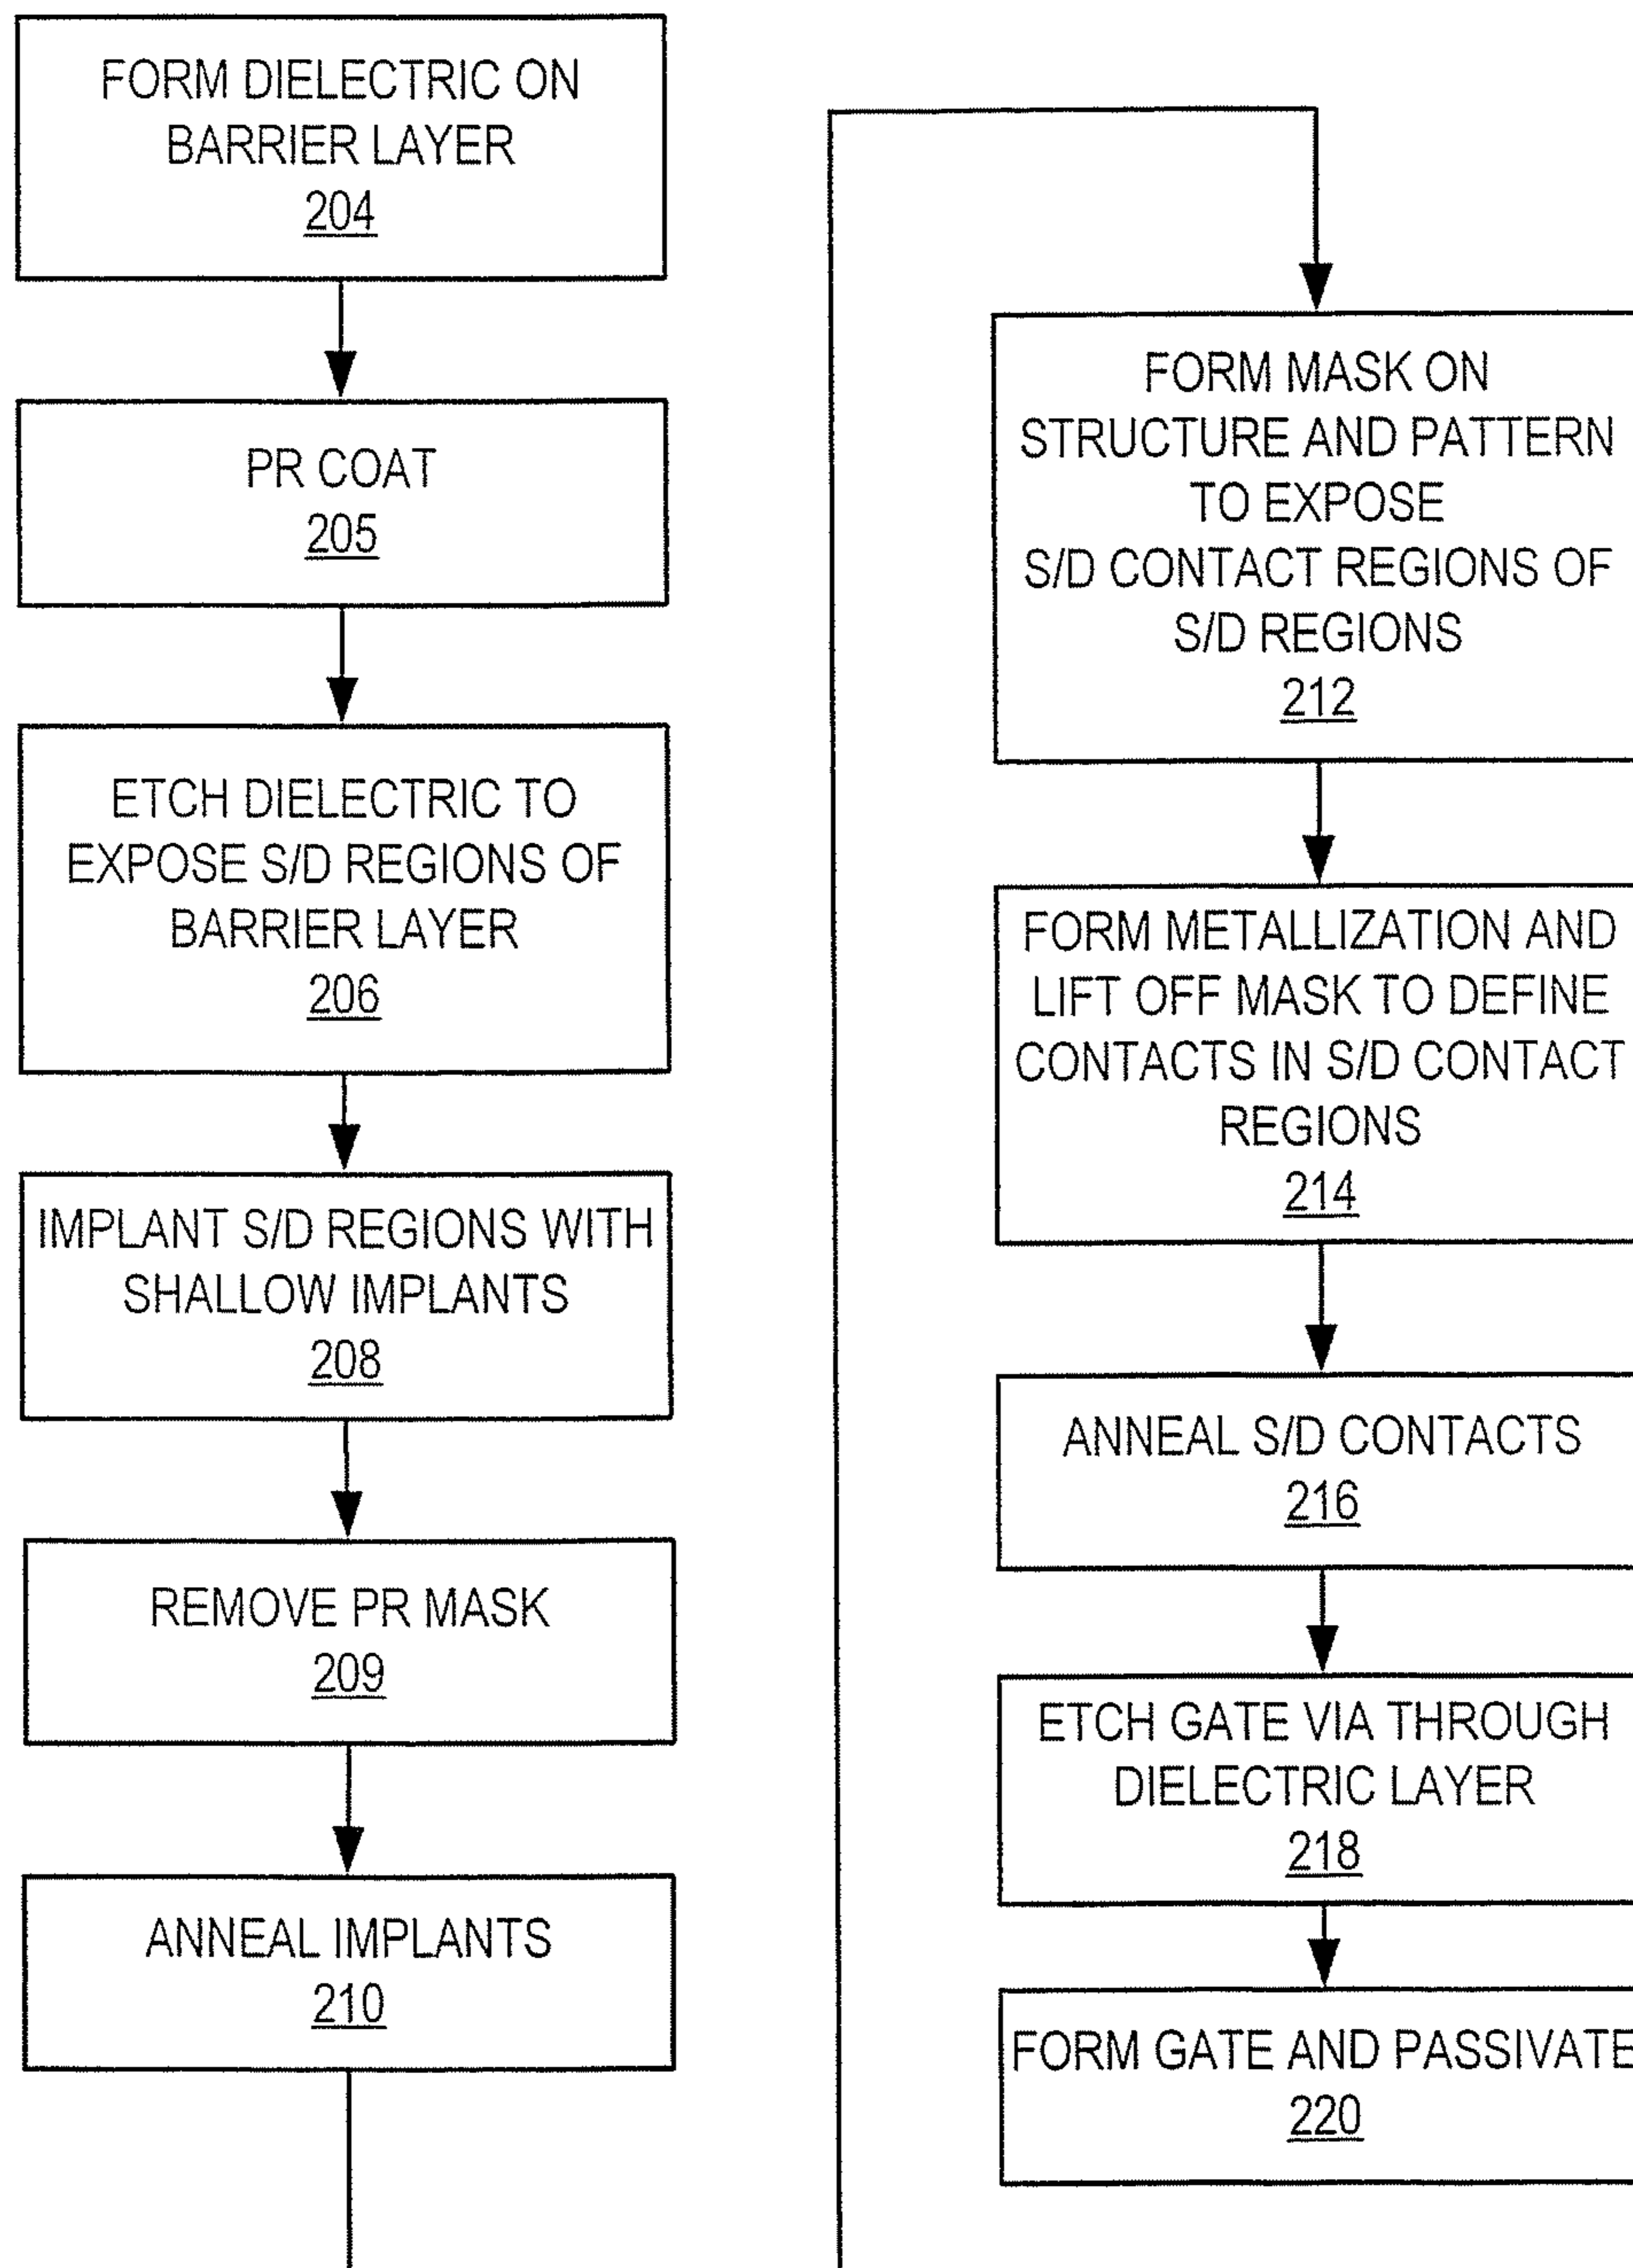 FORM DIELECTRIC ON
BARRIER LAYER
204
PR COAT
205
ETCH DIELECTRIC TO
EXPOSE S/D REGIONS OF
BARRIER LAYER
206
IMPLANT S/D REGIONS WITH
SHALLOW IMPLANTS
208
REMOVE PR MASK
209
ANNEAL IMPLANTS
210
FORM MASK ON
STRUCTURE AND PATTERN
TO EXPOSE
S/D CONTACT REGIONS OF
S/D REGIONS
212
FORM METALLIZATION AND
LIFT OFF MASK TO DEFINE
CONTACTS IN S/D CONTACT
REGIONS
214
ANNEAL S/D CONTACTS
216
ETCH GATE VIA THROUGH
DIELECTRIC LAYER
218
FORM GATE AND PASSIVATE
220